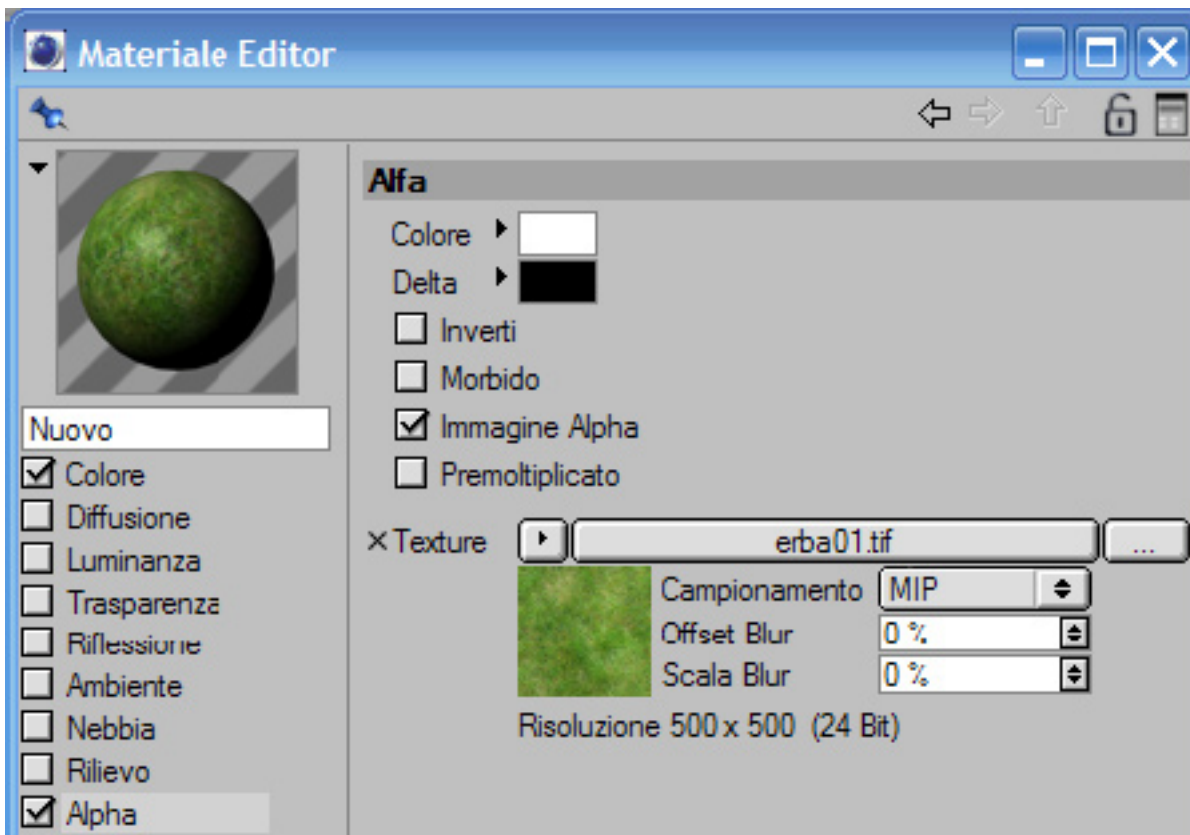 Materiale Editor
Nuovo
Colore
Diffusione
Luminanza
Trasparenza
Riflessione
Ambiente
Nebbia
Rilievo
Alpha
Alfa
Colore
Delta
Inverti
Morbido
Immagine Alpha
Premoltiplicato
Texture erba01.tif ...
Campionamento MIP
Offset Blur 0 %
Scala Blur 0 %
Risoluzione 500 x 500 (24 Bit)